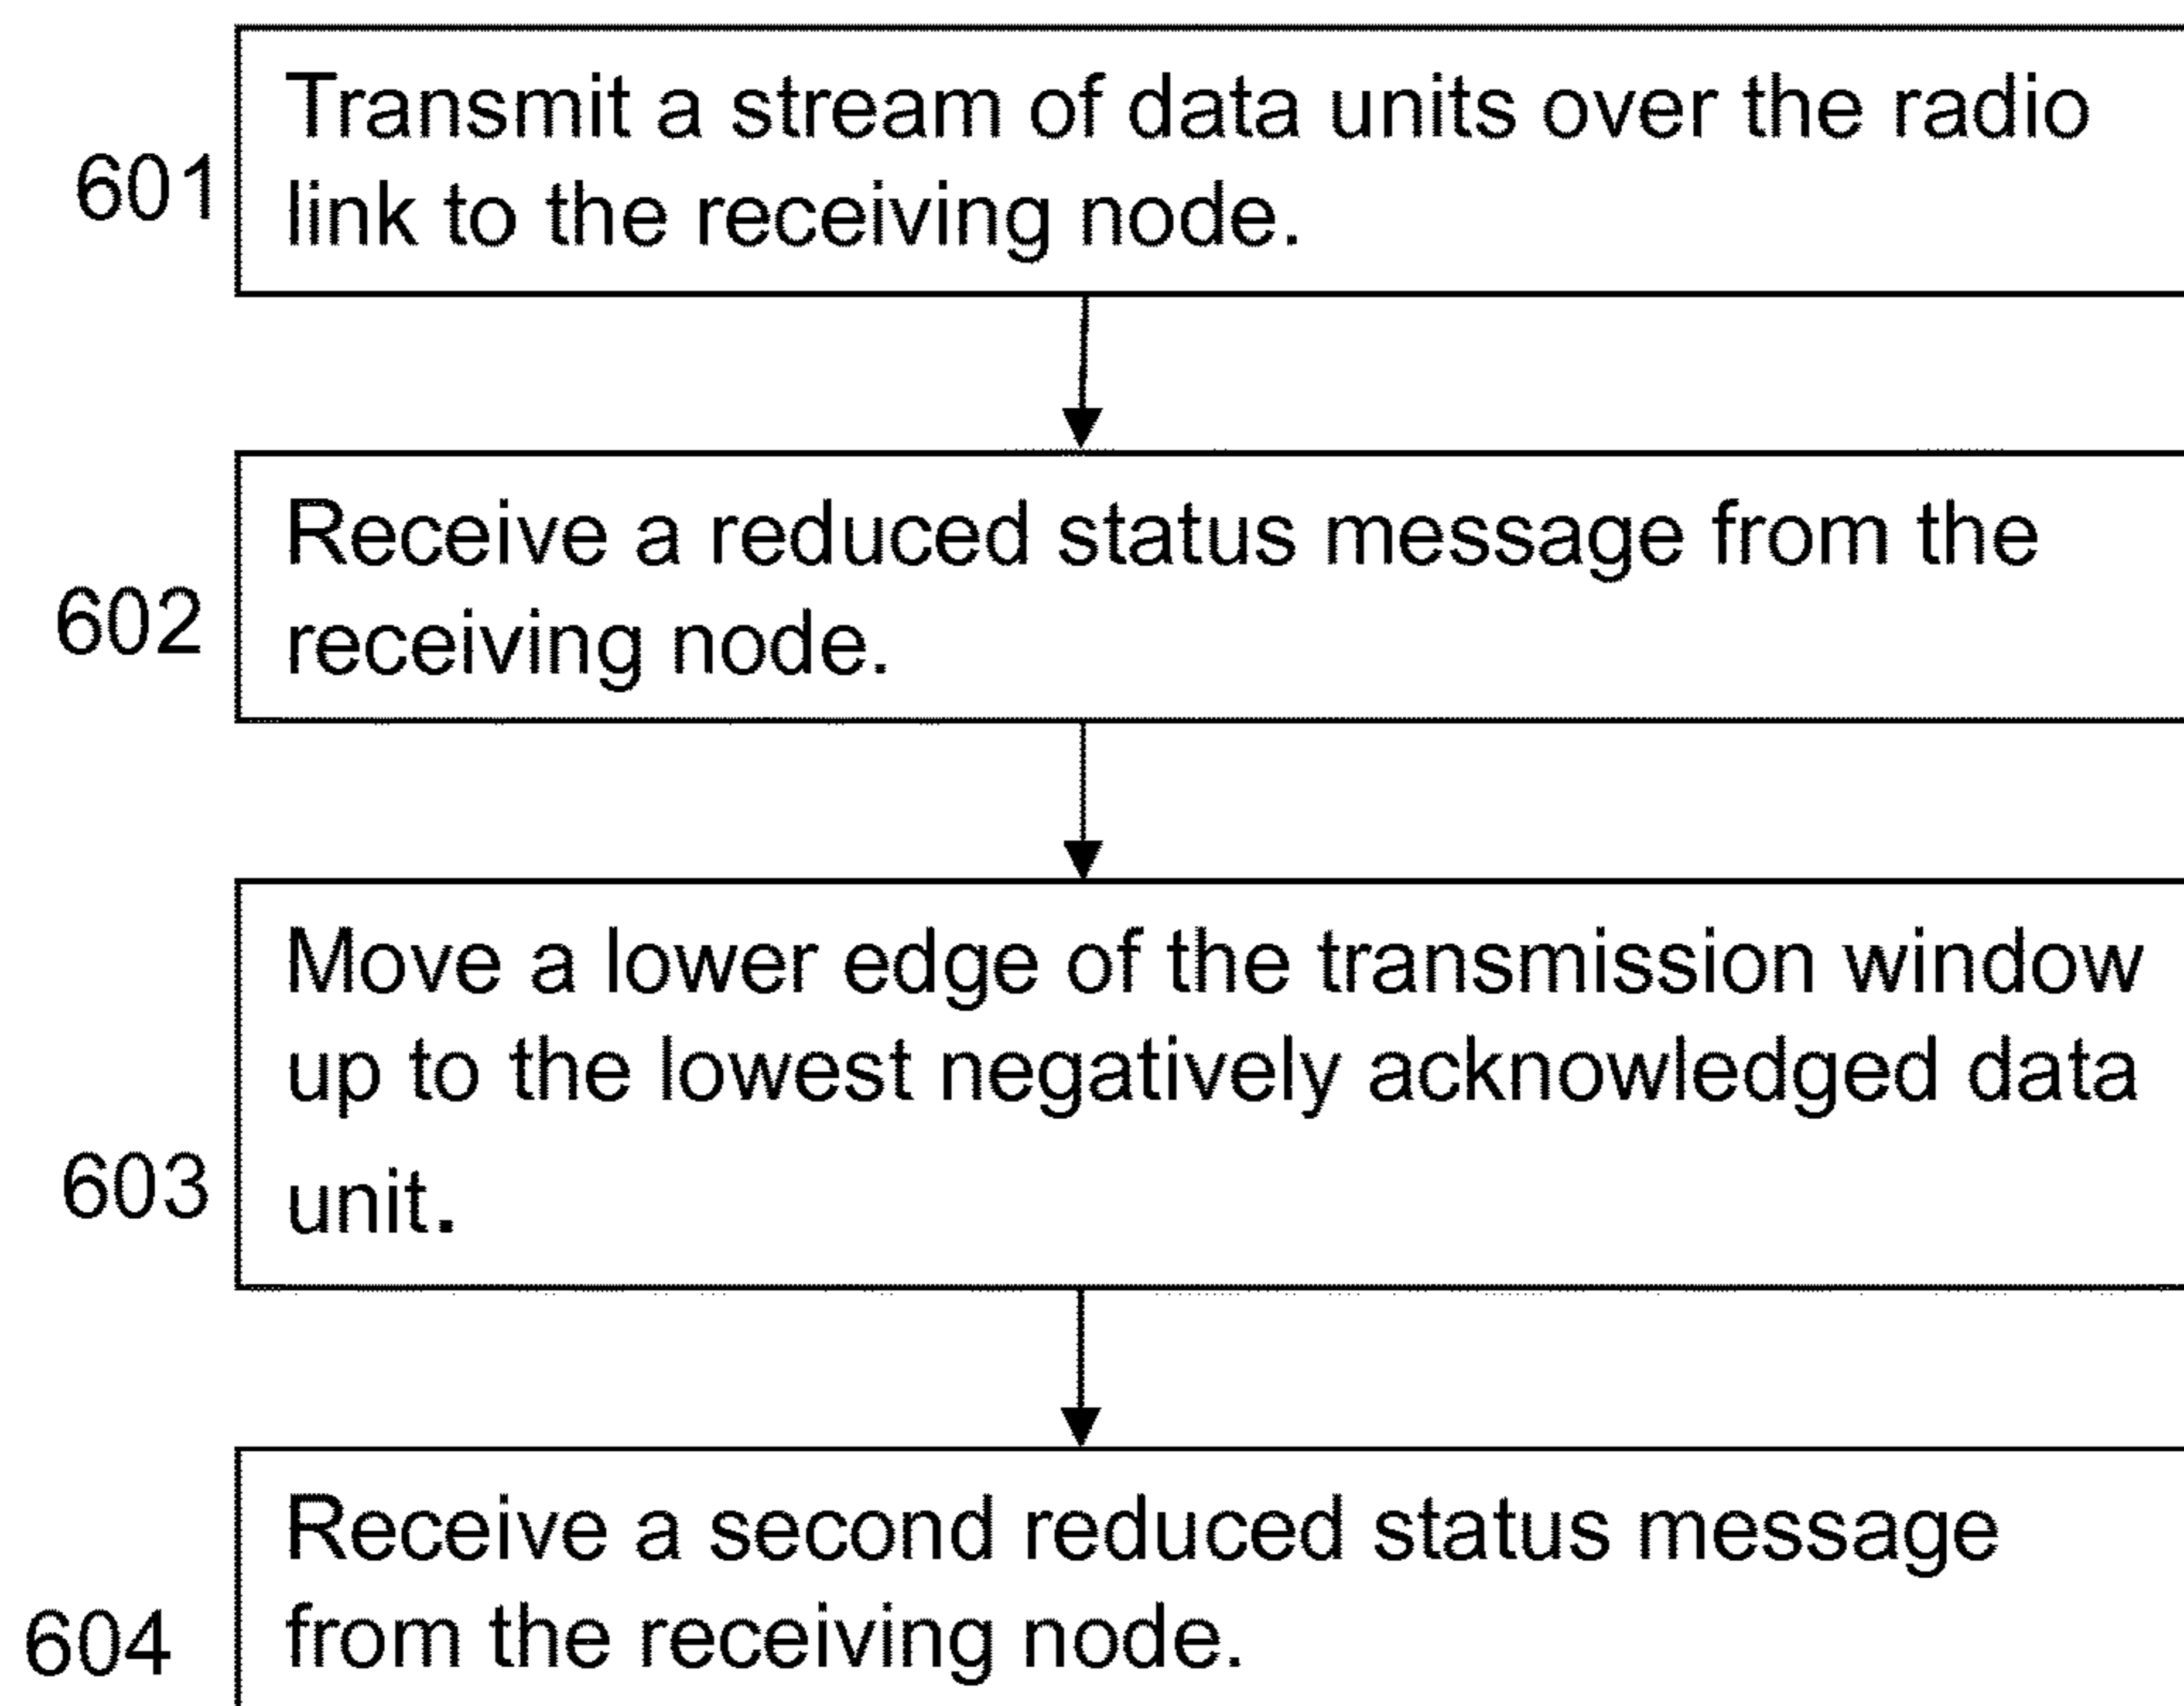 Transmit a stream of data units over the radio
601
link to the receiving node.
Receive a reduced status message from the
602
receiving node.
Move a lower edge of the transmission window
up to the lowest negatively acknowledged data
603
unit.
Receive a second reduced status message
604
from the receiving node.